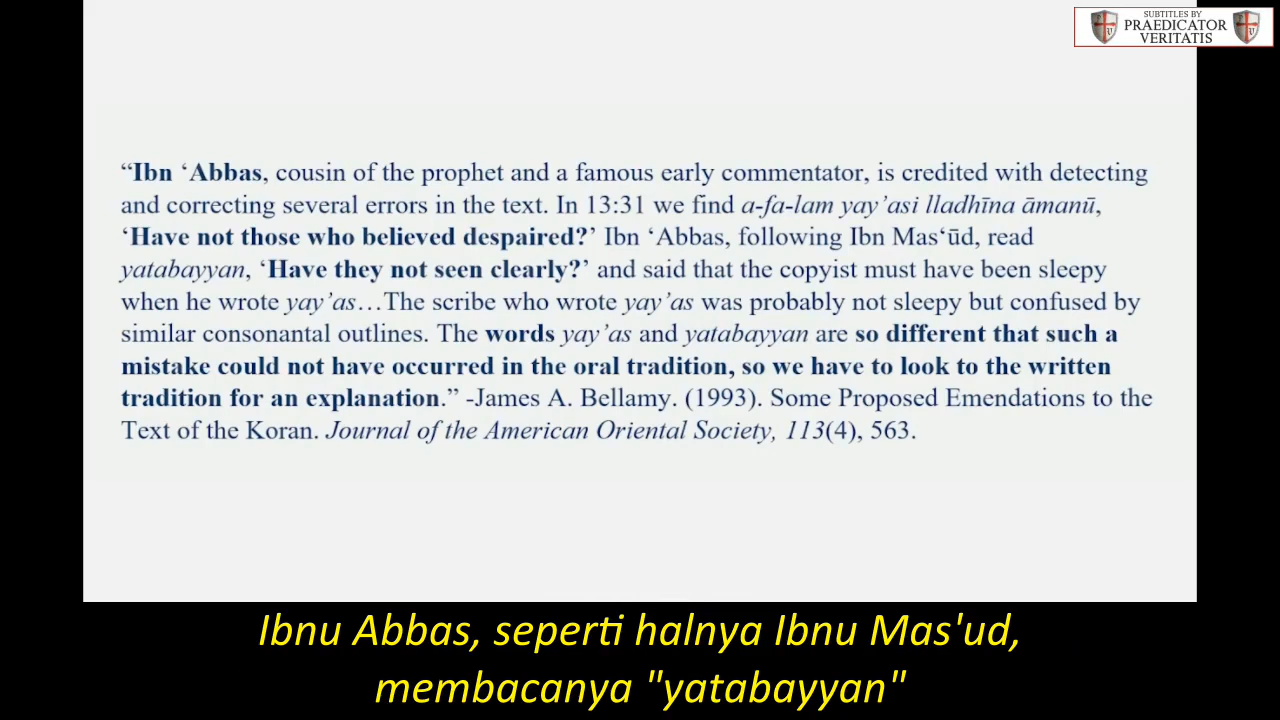 SUBTITLES BY
PRAEDICATOR
VERITATIS
“Ibn ‘Abbas, cousin of the prophet and a famous early commentator, is credited with detecting
and correcting several errors in the text. In 13:31 we find a-fa-lam yay’asi lladhīna āmanū,
‘Have not those who believed despaired?’ Ibn ‘Abbas, following Ibn Mas‘ūd, read
yatabayyan, ‘Have they not seen clearly?’ and said that the copyist must have been sleepy
when he wrote yay’as…The scribe who wrote yay’as was probably not sleepy but confused by
similar consonantal outlines. The words yay’as and yatabayyan are so different that such a
mistake could not have occurred in the oral tradition, so we have to look to the written
tradition for an explanation.” -James A. Bellamy. (1993). Some Proposed Emendations to the
Text of the Koran. Journal of the American Oriental Society, 113(4), 563.
Ibnu Abbas, seperti halnya Ibnu Mas'ud,
membacanya "yatabayyan"